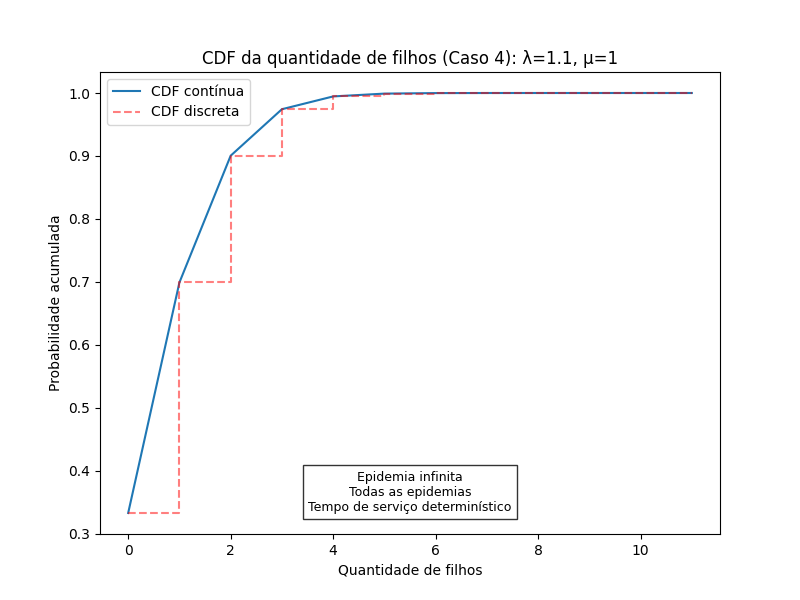 CDF da quantidade de filhos (Caso 4): λ=1.1, μ=1
CDF contínua
CDF discreta
1.0
0.9
0.8
0.7
0.6
0.5
0.4
0.3
Probabilidade acumulada
Epidemia infinita
Todas as epidemias
Tempo de serviço determinístico
0 2 4 6 8 10
Quantidade de filhos